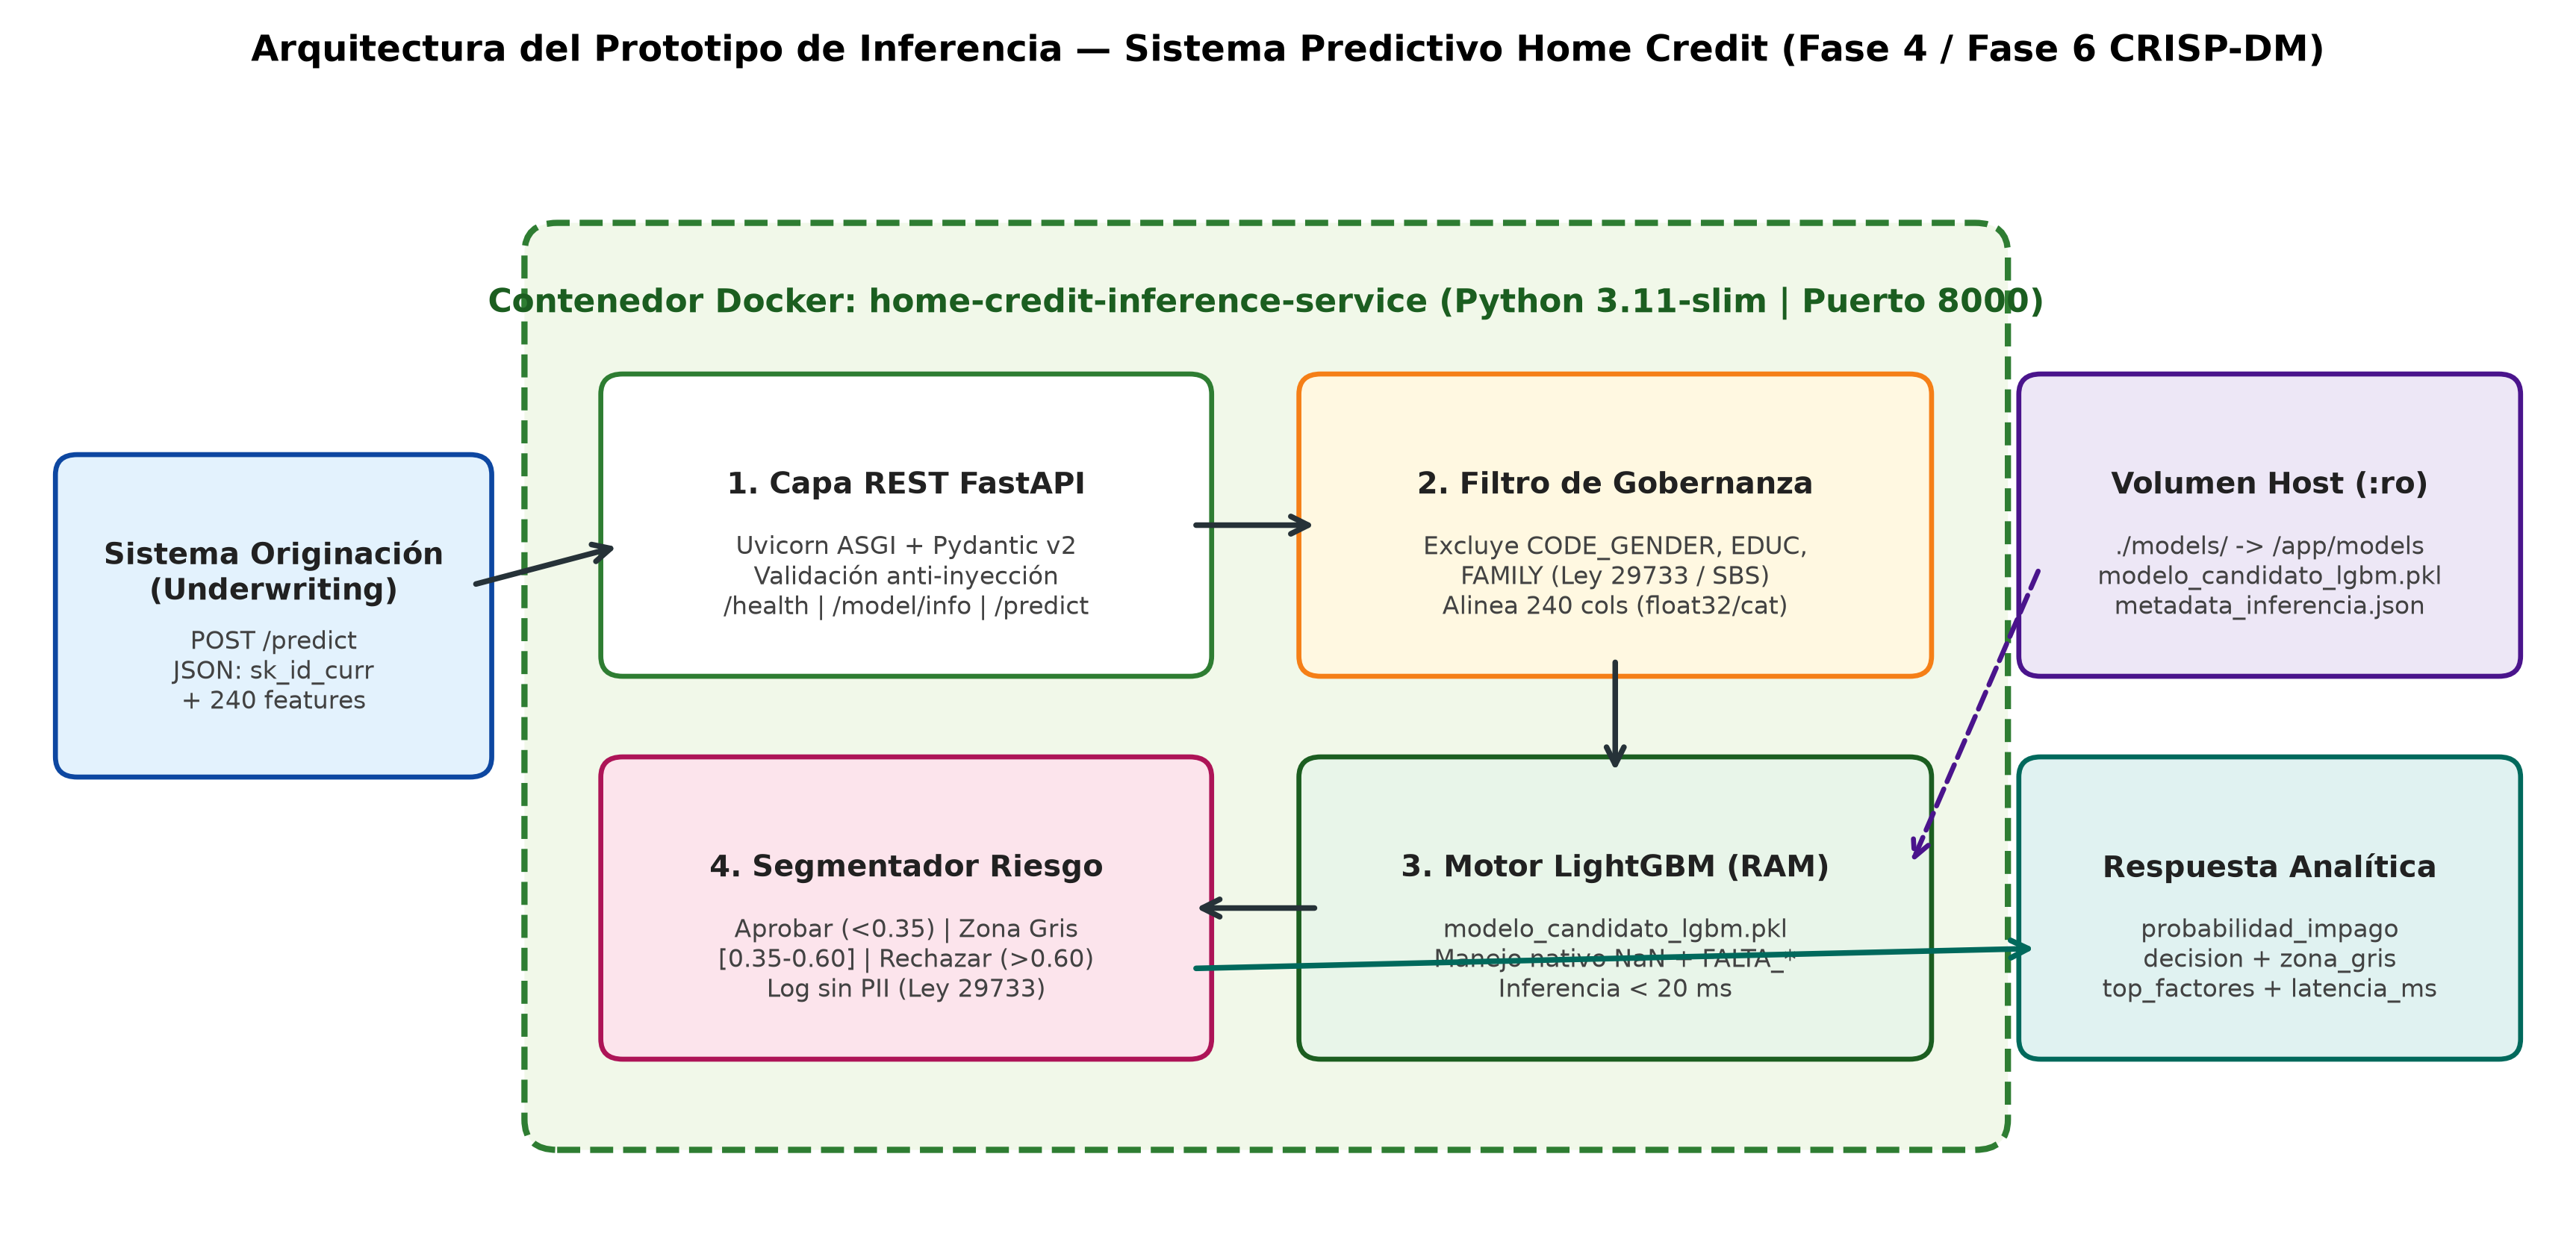 Arquitectura del Prototipo de Inferencia — Sistema Predictivo Home Credit (Fase 4 / Fase 6 CRISP-DM)
Contenedor Docker: home-credit-inference-service (Python 3.11-slim | Puerto 8000)
Sistema Originación
(Underwriting)
POST /predict
JSON: sk_id_curr
+ 240 features
1. Capa REST FastAPI
Uvicorn ASGI + Pydantic v2
Validación anti-inyección
/health | /model/info | /predict
2. Filtro de Gobernanza
Excluye CODE_GENDER, EDUC,
FAMILY (Ley 29733 / SBS)
Alinea 240 cols (float32/cat)
Volumen Host (:ro)
./models/ -> /app/models
modelo_candidato_lgbm.pkl
metadata_inferencia.json
4. Segmentador Riesgo
Aprobar (<0.35) | Zona Gris
[0.35-0.60] | Rechazar (>0.60)
Log sin PII (Ley 29733)
3. Motor LightGBM (RAM)
modelo_candidato_lgbm.pkl
Manejo nativo NaN + FALTA_*
Inferencia < 20 ms
Respuesta Analítica
probabilidad_impago
decision + zona_gris
top_factores + latencia_ms